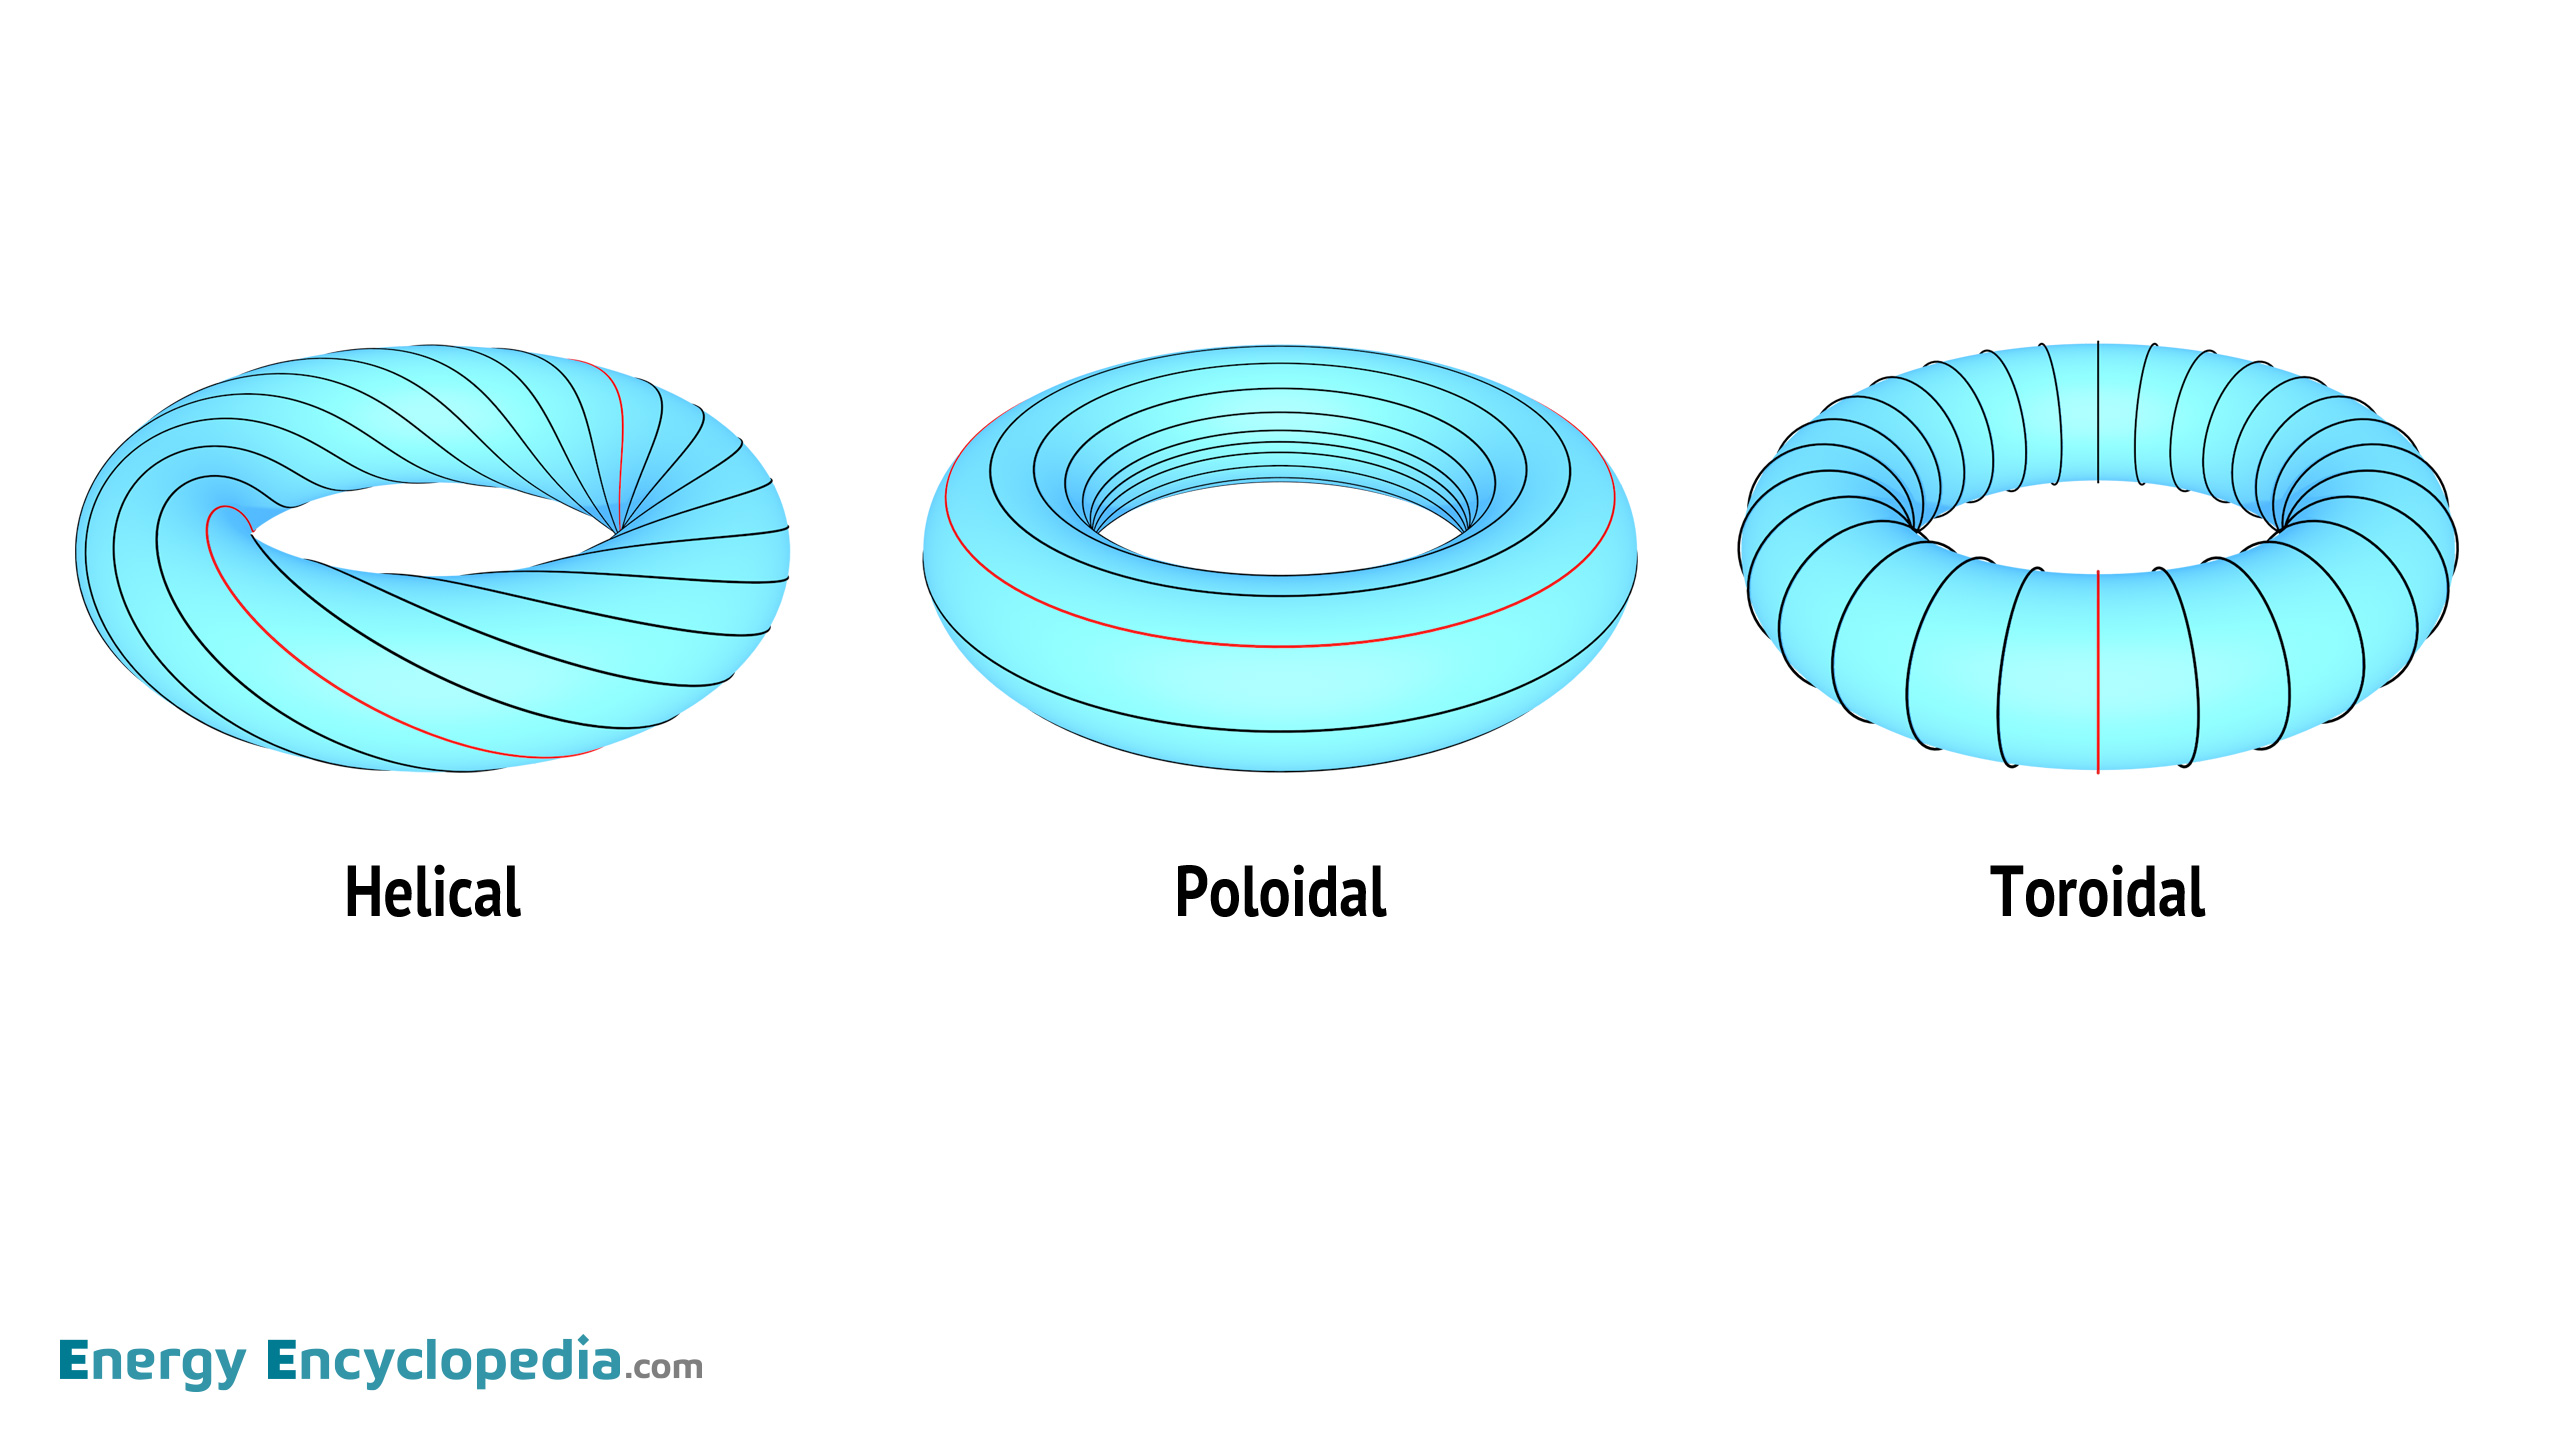 Helical
Poloidal
Toroidal
Energy Encyclopedia.com